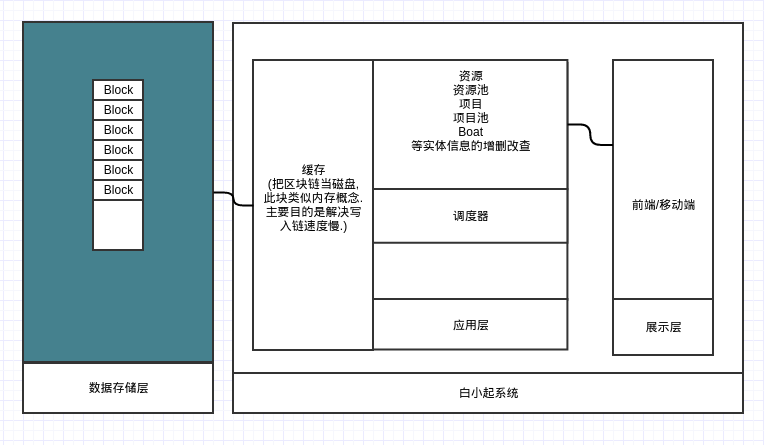 Block
Block
Block
Block
Block
Block
数据存储层
缓存
(把区块链当磁盘,
此块类似内存概念.
主要目的是解决写
入链速度慢.)
资源
资源池
项目
项目池
Boat
等实体信息的增删改查
调度器
应用层
前端/移动端
展示层
白小起系统